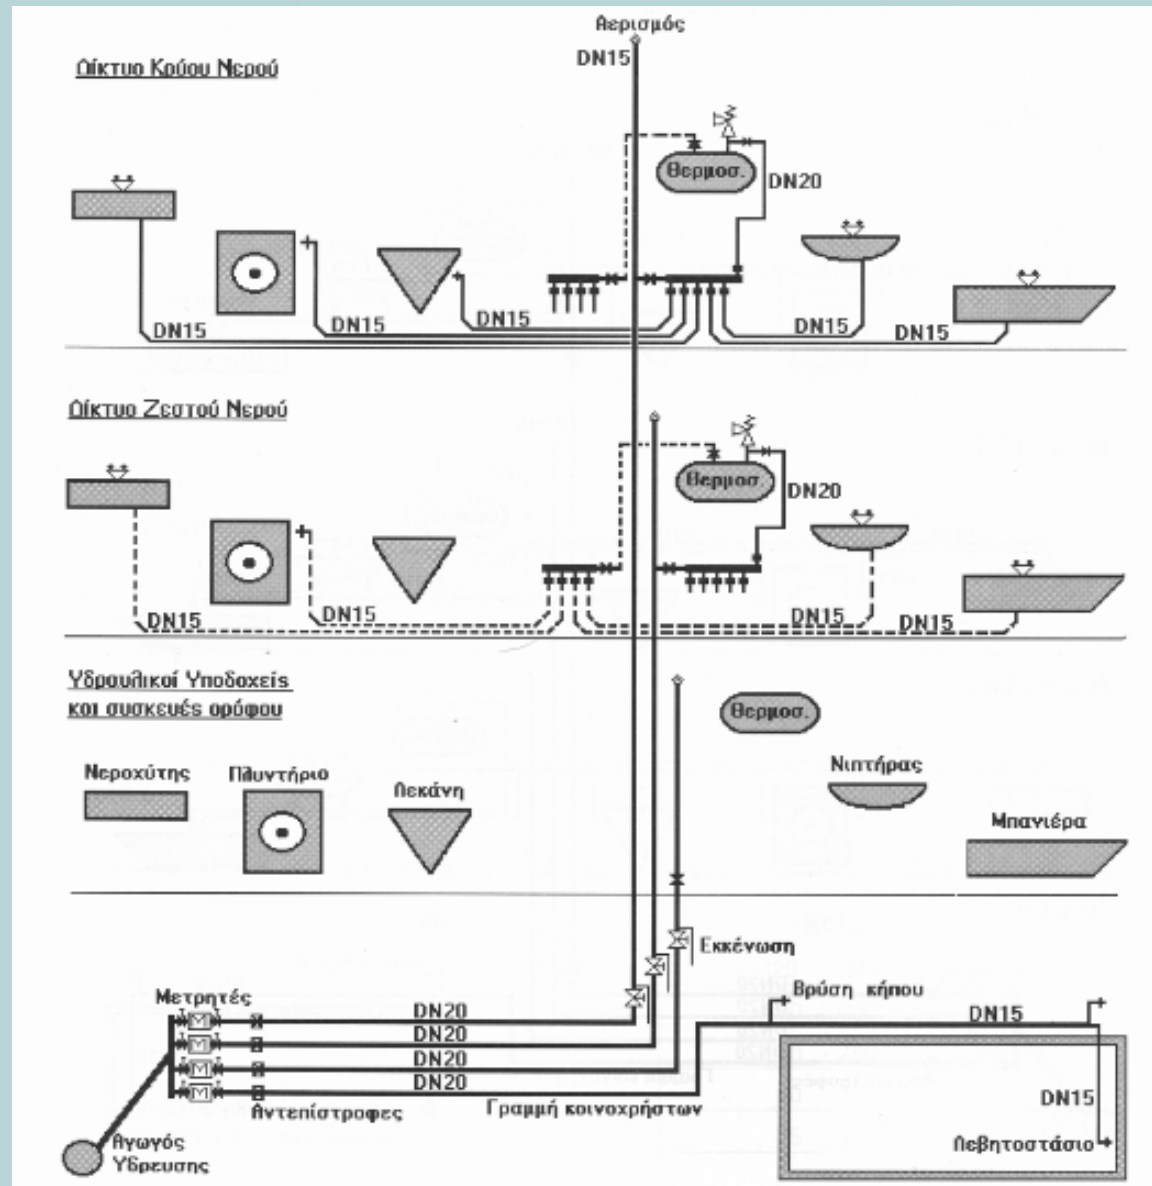 Αερισμός
DN15
Δίκτυο Κρύου Νερού
Θερμοσ.
DN20
DN15
DN15
DN15
DN15
DN15
Δίκτυο Ζεστού Νερού
Θερμοσ.
DN20
DN15
DN15
DN15
DN15
Υδραυλικοί Υποδοχείς
και συσκευές ορόφου
Θερμοσ.
Νεροχύτης
Πλυντήριο
Λεκάνη
Νιπτήρας
Μπανιέρα
Εκκένωση
Μετρητές
Βρύση κήπου
DN20
DN15
M
DN20
M
DN20
M
DN20
M
Αντεπίστροφες
Γραμμή κοινοχρήστων
DN15
Αγωγός
Υδρευσης
Λεβητοστάσιο